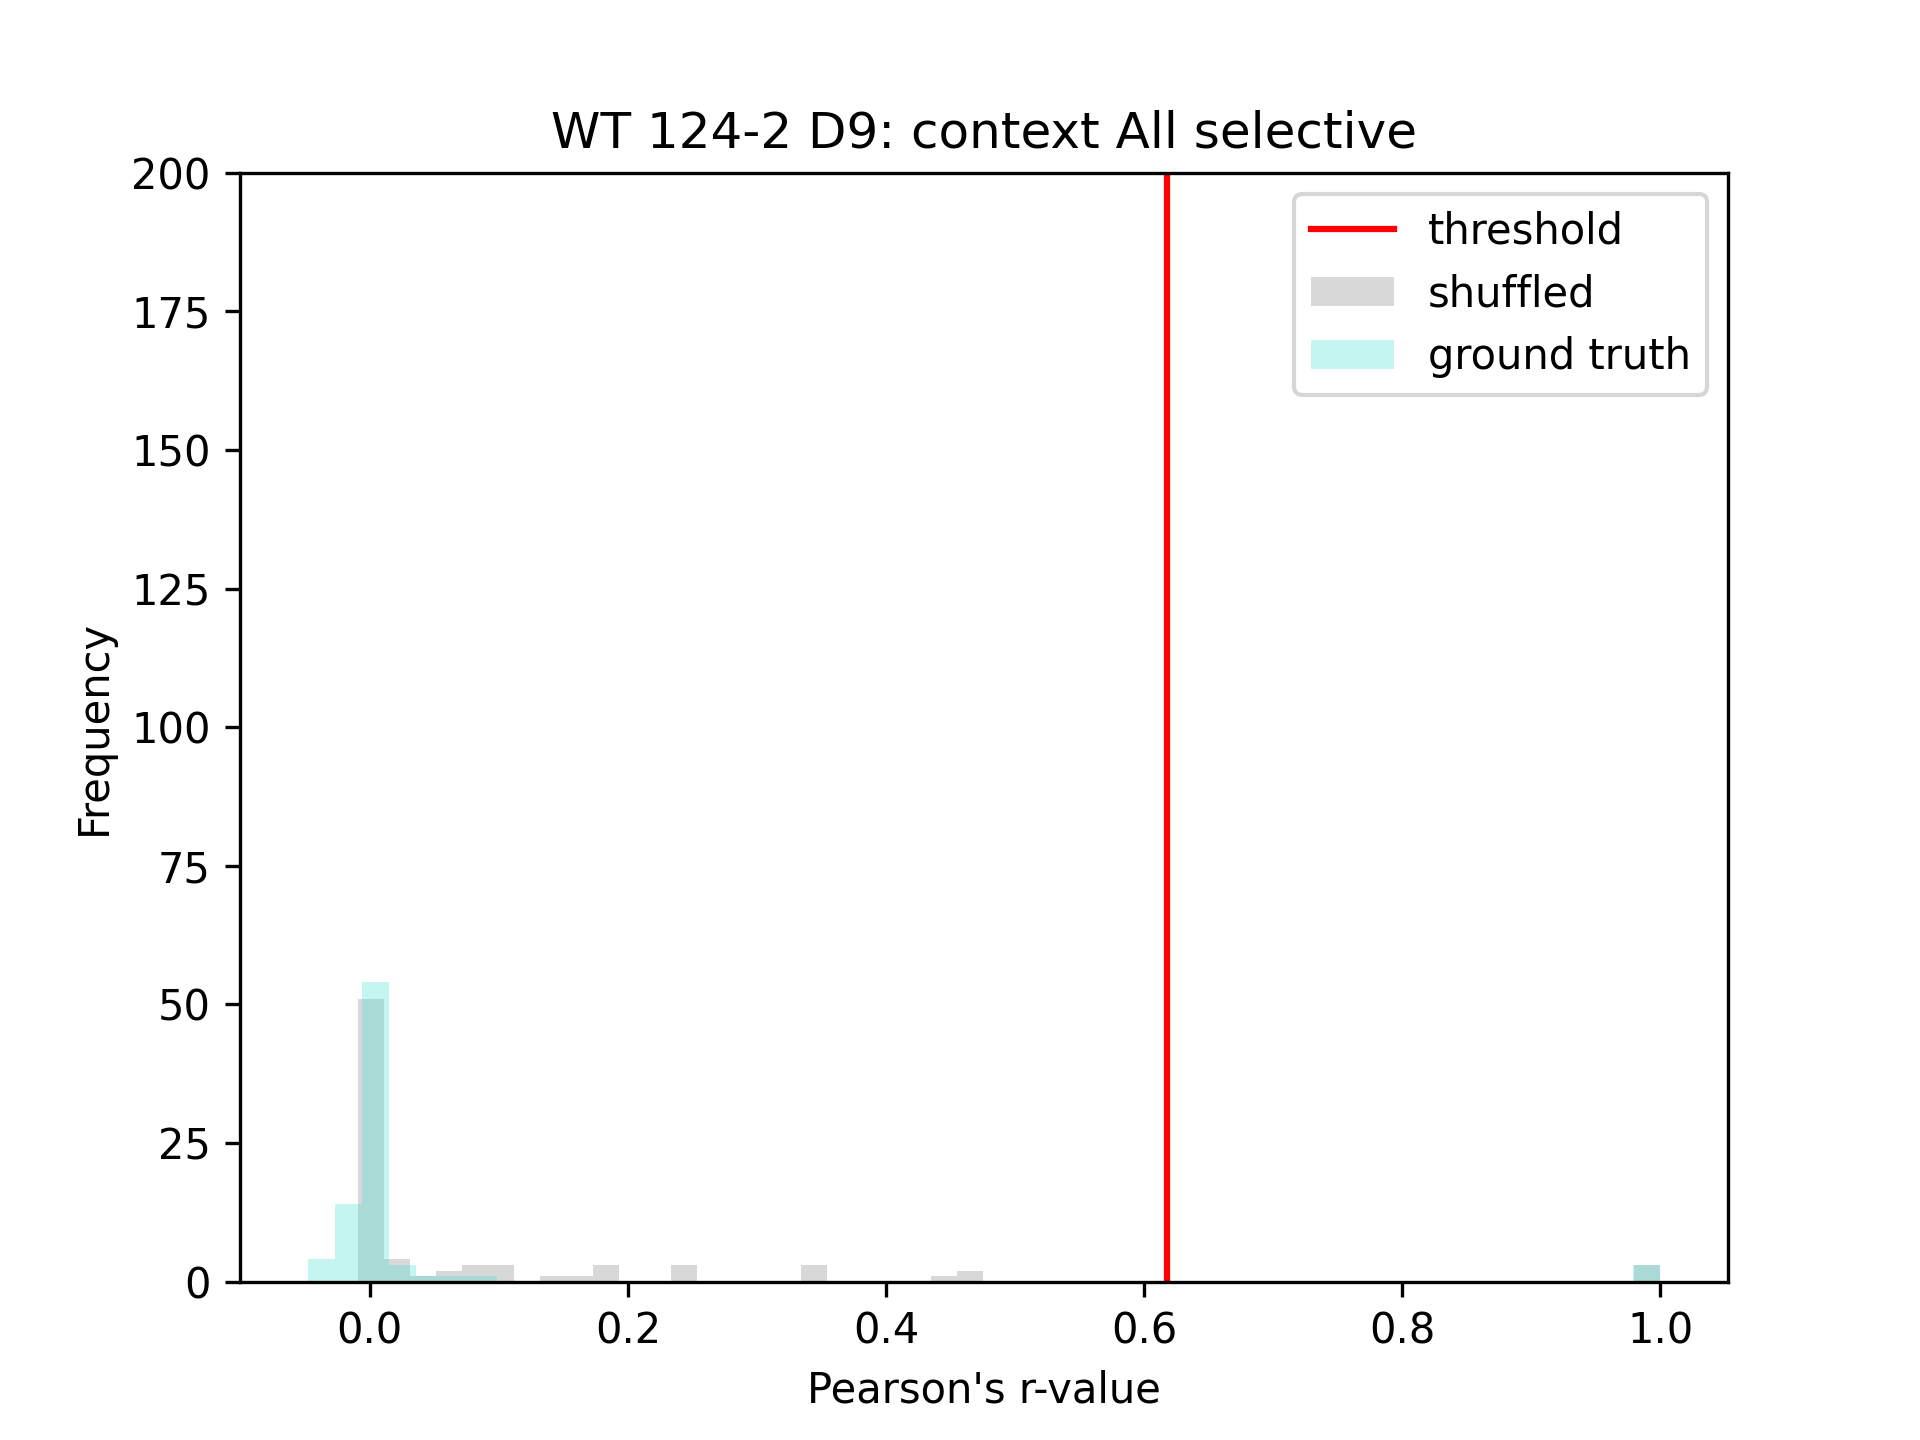 WT 124-2 D9: context All selective
200
175
150
125
100
75
50
25
0
Frequency
threshold
shuffled
ground truth
0.0 0.2 0.4 0.6 0.8 1.0
Pearson's r-value